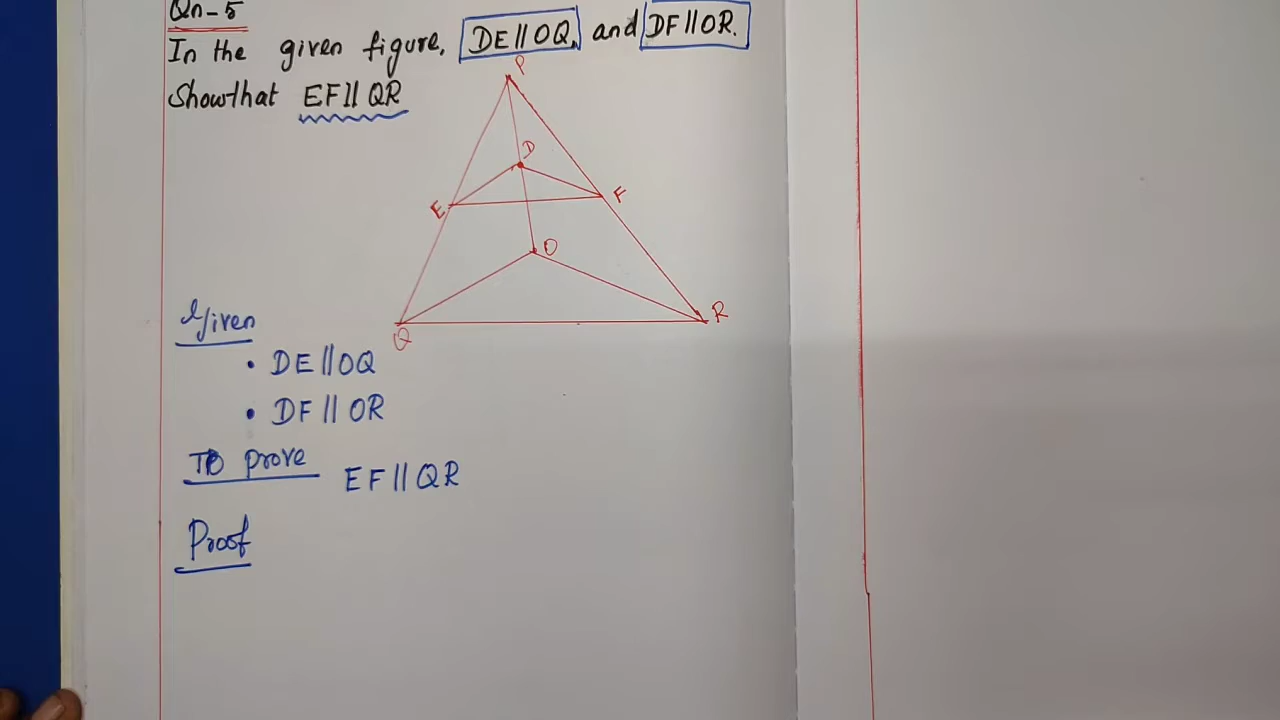 Qn-5
In the given figure, DE||OQ, and DF||OR.
Show that EF|| QR
P
D
E
F
O
R
Q
Given
• DE||OQ
• DF || OR
To prove EF||QR
Proof